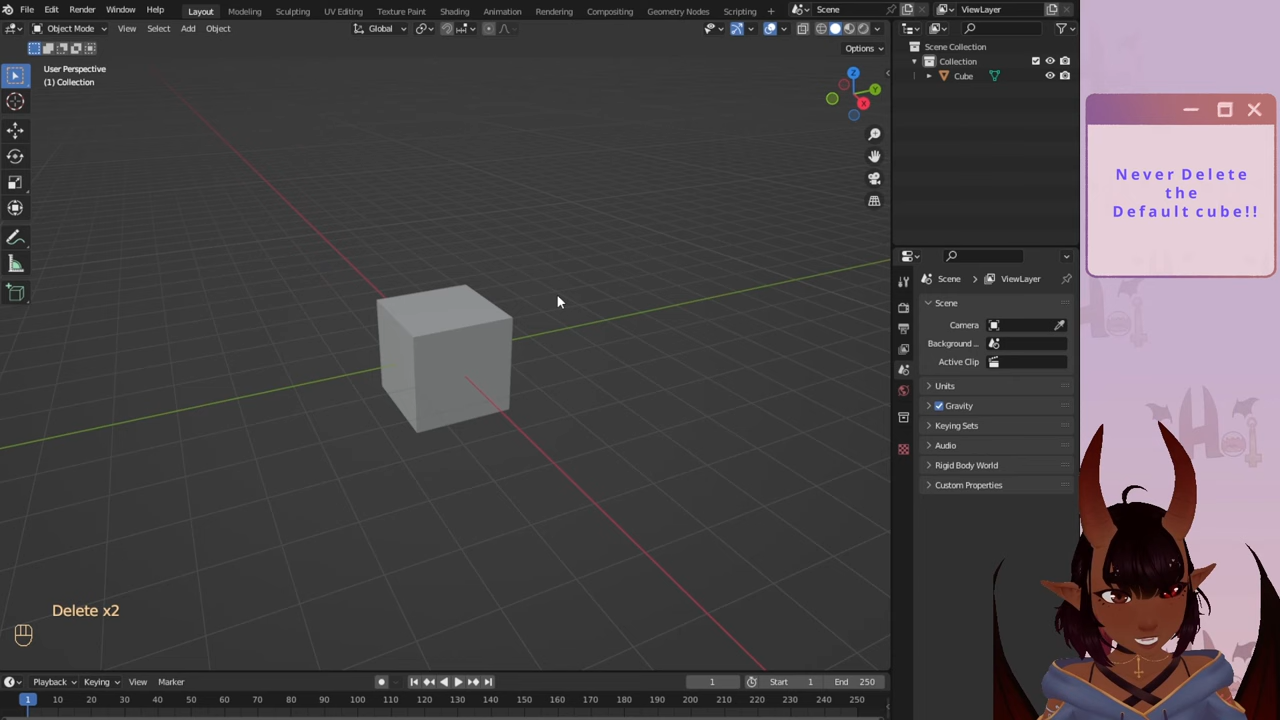 File Edit Render Window Help Layout Modeling Sculpting UV Editing Texture Paint Shading Animation Rendering Compositing Geometry Nodes Scripting + Scene ViewLayer
Object Mode View Select Add Object Global
Options
User Perspective
(1) Collection
Z
Y
X
Scene Collection
Collection
Cube
Scene > ViewLayer
Scene
Camera
Background ...
Active Clip
Units
Gravity
Keying Sets
Audio
Rigid Body World
Custom Properties
Never Delete
the
Default cube!!
Delete x2
Playback Keying View Marker 1 Start 1 End 250
1 10 20 30 40 50 60 70 80 90 100 110 120 130 140 150 160 170 180 190 200 210 220 230 240 250